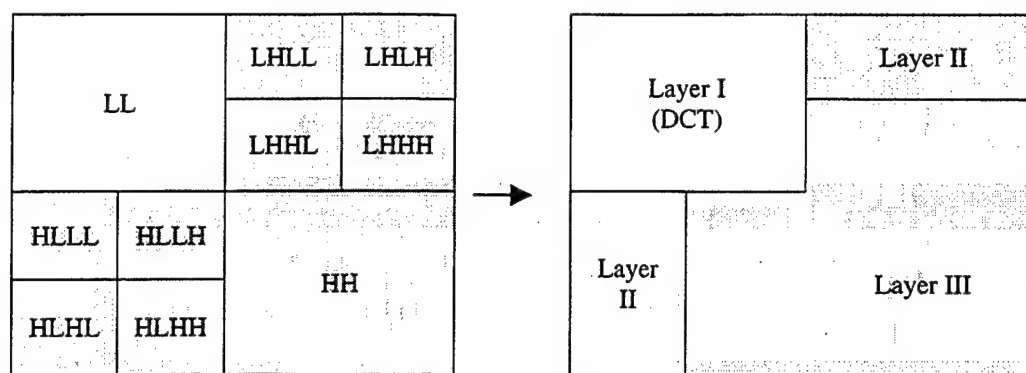 LL
LHLL
LHLH
LHHL
LHHH
HLLL
HLLH
HLHL
HLHH
HH
Layer I
(DCT)
Layer II
Layer
II
Layer III